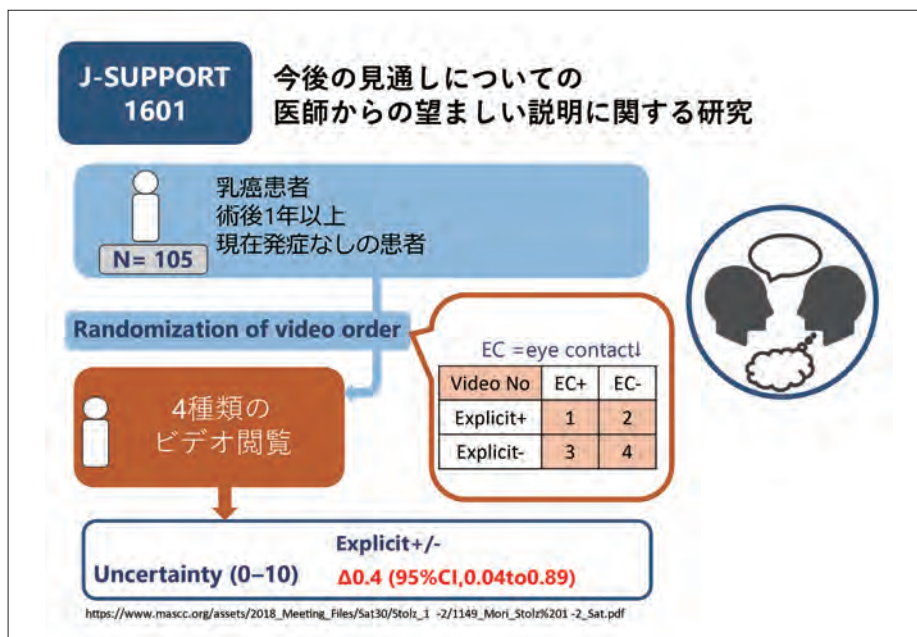 J-SUPPORT
1601
今後の見通しについての
医師からの望ましい説明に関する研究
乳癌患者
術後1年以上
現在発症なしの患者
N= 105
Randomization of video order
EC =eye contact↓
Video No EC+ EC-
Explicit+ 1 2
Explicit- 3 4
4種類の
ビデオ閲覧
Explicit+/-
Uncertainty (0–10) Δ0.4 (95%CI,0.04to0.89)
https://www.mascc.org/assets/2018_Meeting_Files/Sat30/Stolz_1 -2/1149_Mori_Stolz%201 -2_Sat.pdf